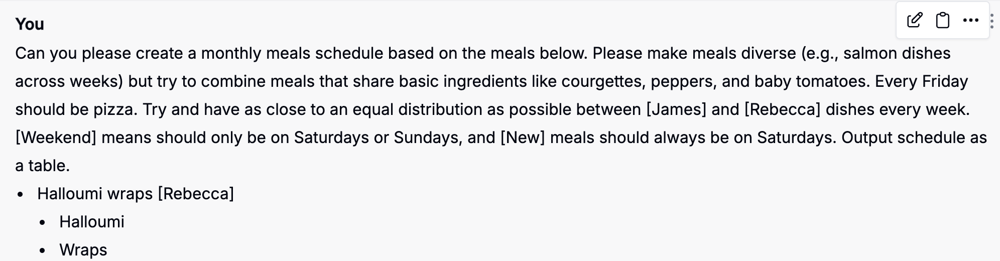 You
Can you please create a monthly meals schedule based on the meals below. Please make meals diverse (e.g., salmon dishes
across weeks) but try to combine meals that share basic ingredients like courgettes, peppers, and baby tomatoes. Every Friday
should be pizza. Try and have as close to an equal distribution as possible between [James] and [Rebecca] dishes every week.
[Weekend] means should only be on Saturdays or Sundays, and [New] meals should always be on Saturdays. Output schedule as
a table.
• Halloumi wraps [Rebecca]
• Halloumi
• Wraps